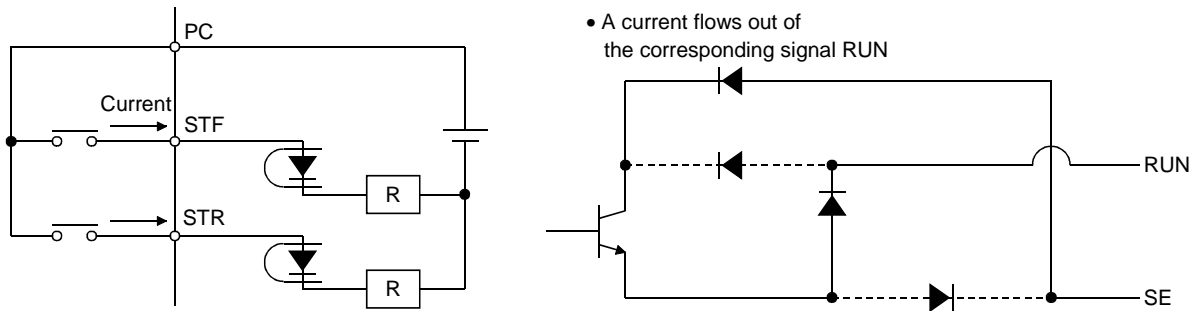 PC
Current
STF
R
STR
R
• A current flows out of
the corresponding signal RUN
RUN
SE